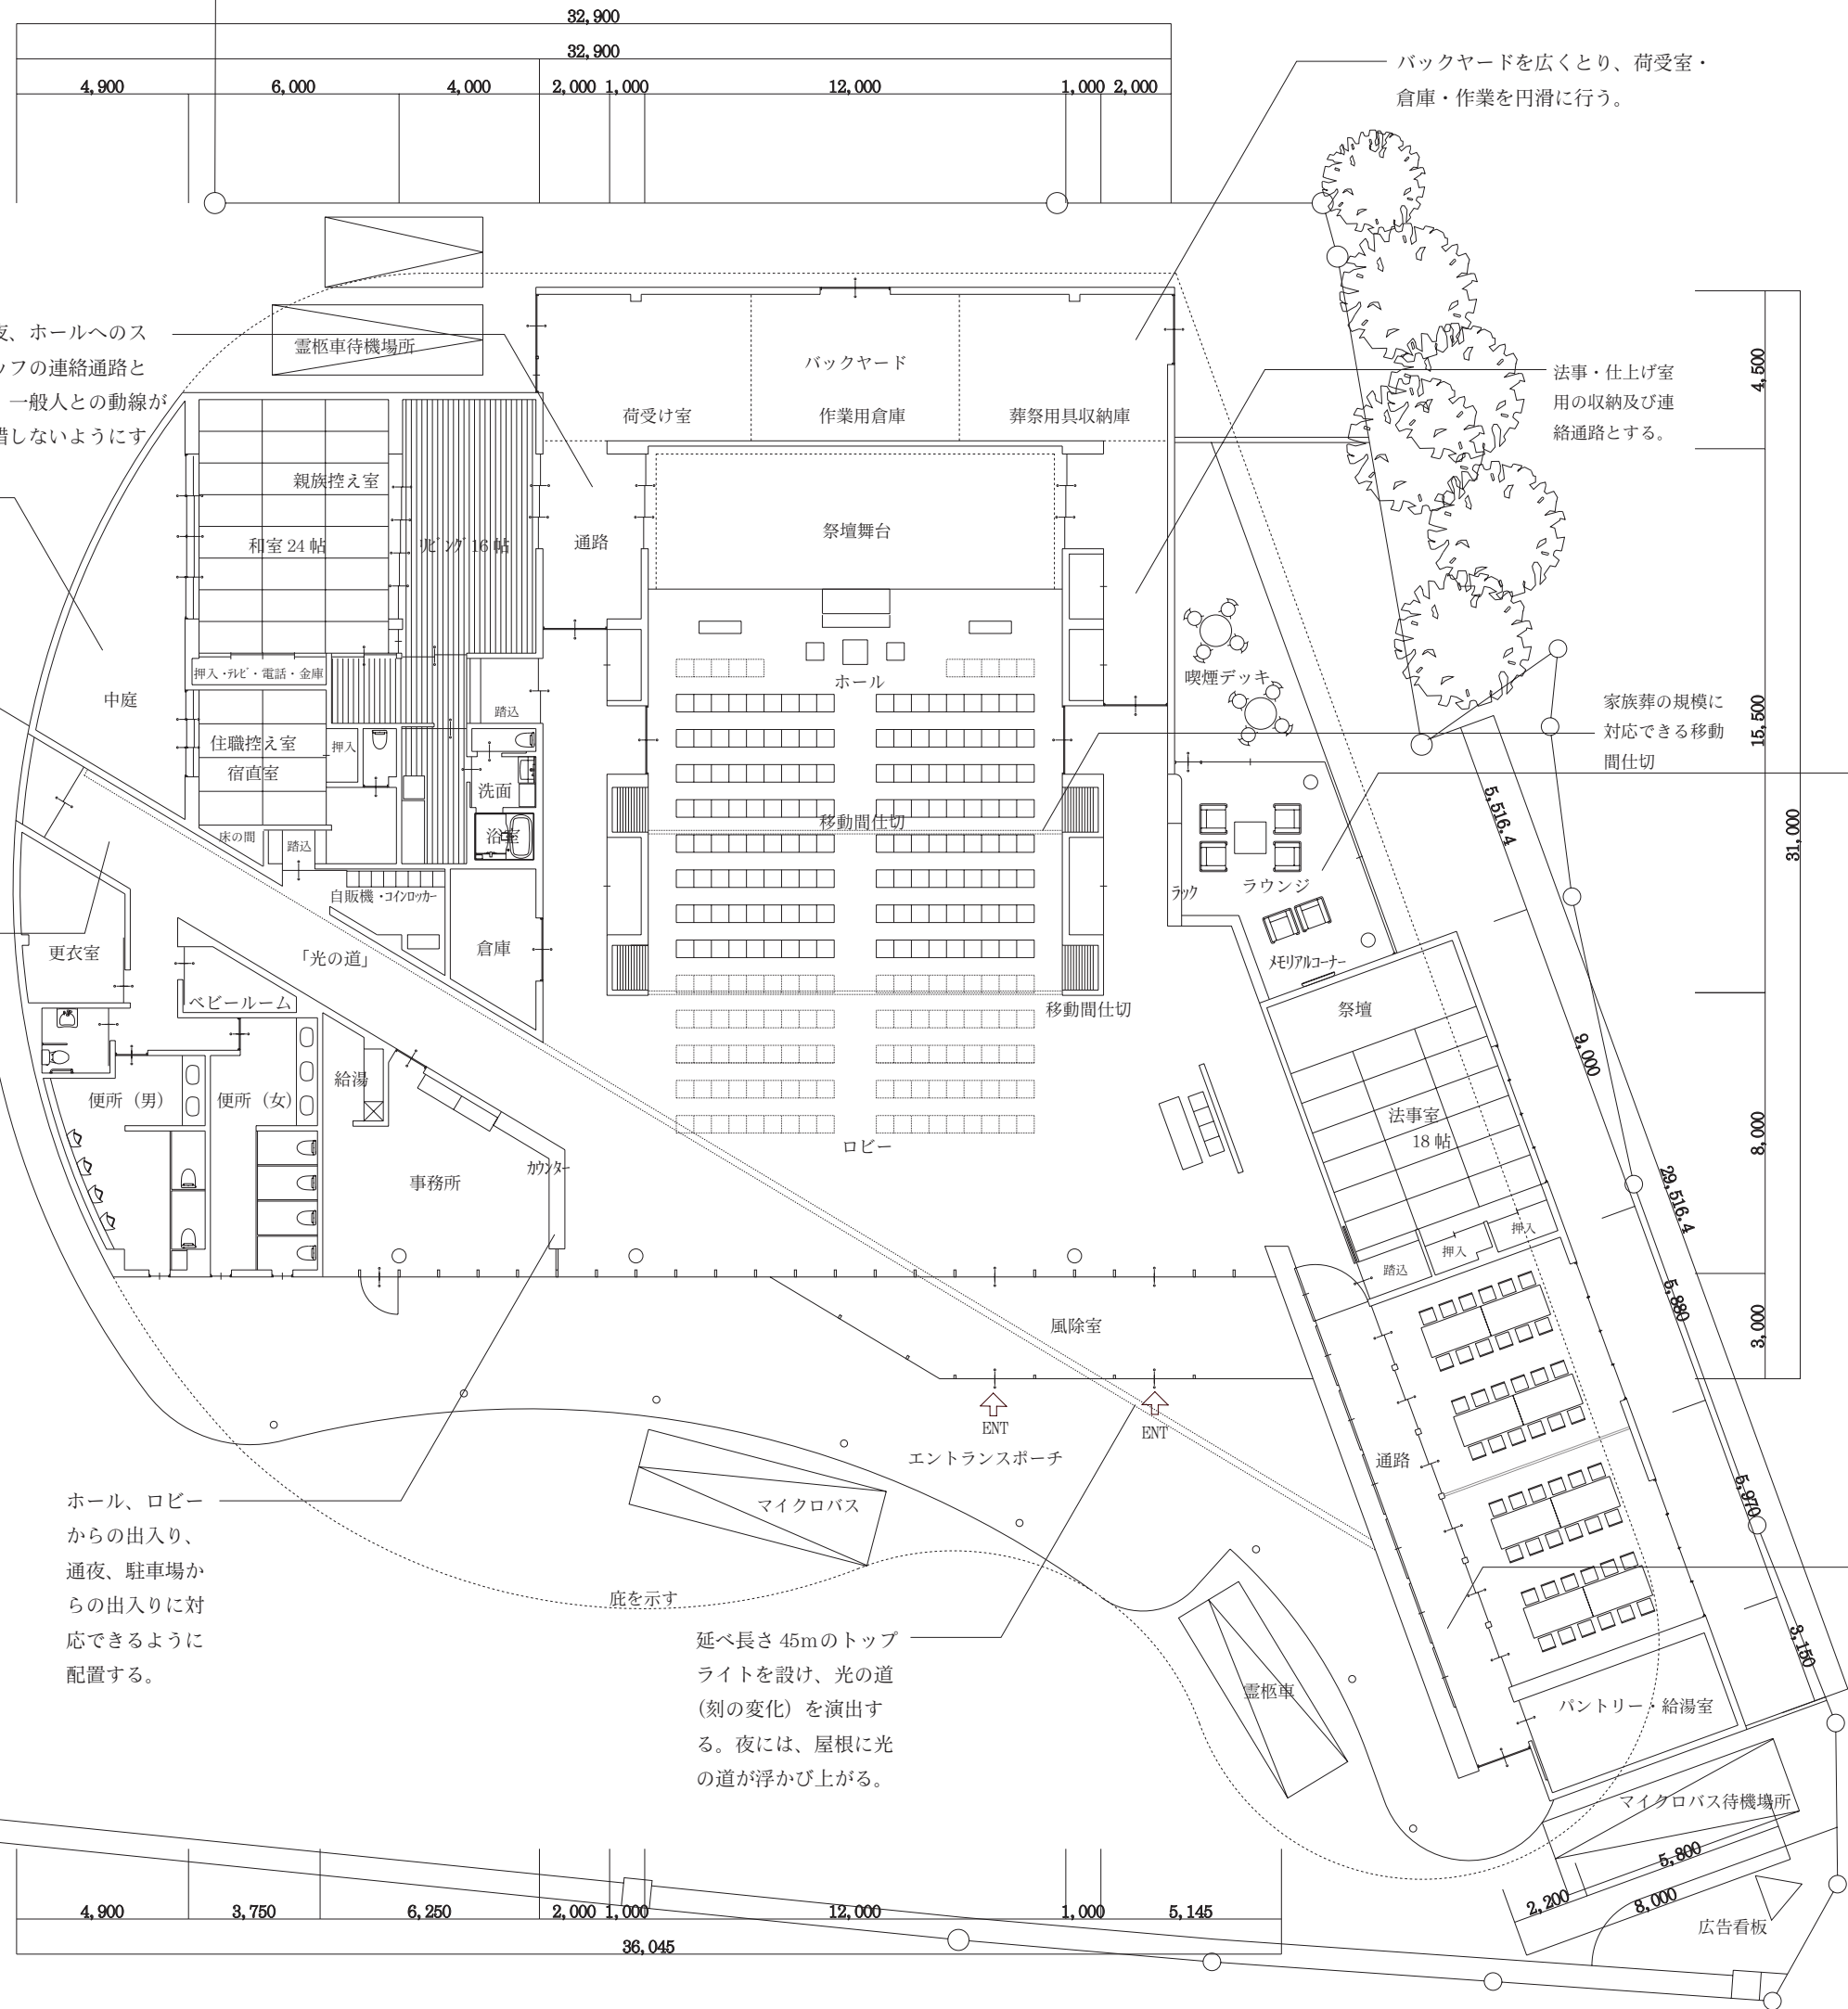 32,900
32,900
4,900
6,000
4,000
2,000 1,000
12,000
1,000 2,000
バックヤードを広くとり、荷受室・
倉庫・作業を円滑に行う。
夜、ホールへのス
ッフの連絡通路と
、一般人との動線が
錯しないようにす
霊柩車待機場所
バックヤード
荷受け室
作業用倉庫
葬祭用具収納庫
法事・仕上げ室
用の収納及び連
絡通路とする。
4,500
親族控え室
和室 24 帖
ﾘﾋﾞﾝｸﾞ 16 帖
通路
祭壇舞台
押入・ﾃﾚﾋﾞ・電話・金庫
中庭
踏込
ホール
喫煙デッキ
家族葬の規模に
対応できる移動
間仕切
15,500
31,000
住職控え室
宿直室
押入
洗面
浴室
床の間
踏込
移動間仕切
5,516.4
自販機・ｺｲﾝﾛｯｶｰ
ラック
ラウンジ
倉庫
更衣室
「光の道」
ﾒﾓﾘｱﾙｺｰﾅｰ
ベビールーム
移動間仕切
祭壇
9,000
給湯
便所（男）
便所（女）
法事室
18 帖
8,000
ロビー
事務所
ｶｳﾝﾀｰ
29,516.4
押入
押入
踏込
5,880
3,000
風除室
ENT
ENT
エントランスポーチ
通路
マイクロバス
5,970
ホール、ロビー
からの出入り、
通夜、駐車場か
らの出入りに対
応できるように
配置する。
庇を示す
延べ長さ 45mのトップ
ライトを設け、光の道
（刻の変化）を演出す
る。夜には、屋根に光
の道が浮かび上がる。
霊柩車
3,150
パントリー・給湯室
マイクロバス待機場所
5,800
2,200
8,000
広告看板
4,900
3,750
6,250
2,000 1,000
12,000
1,000
5,145
36,045